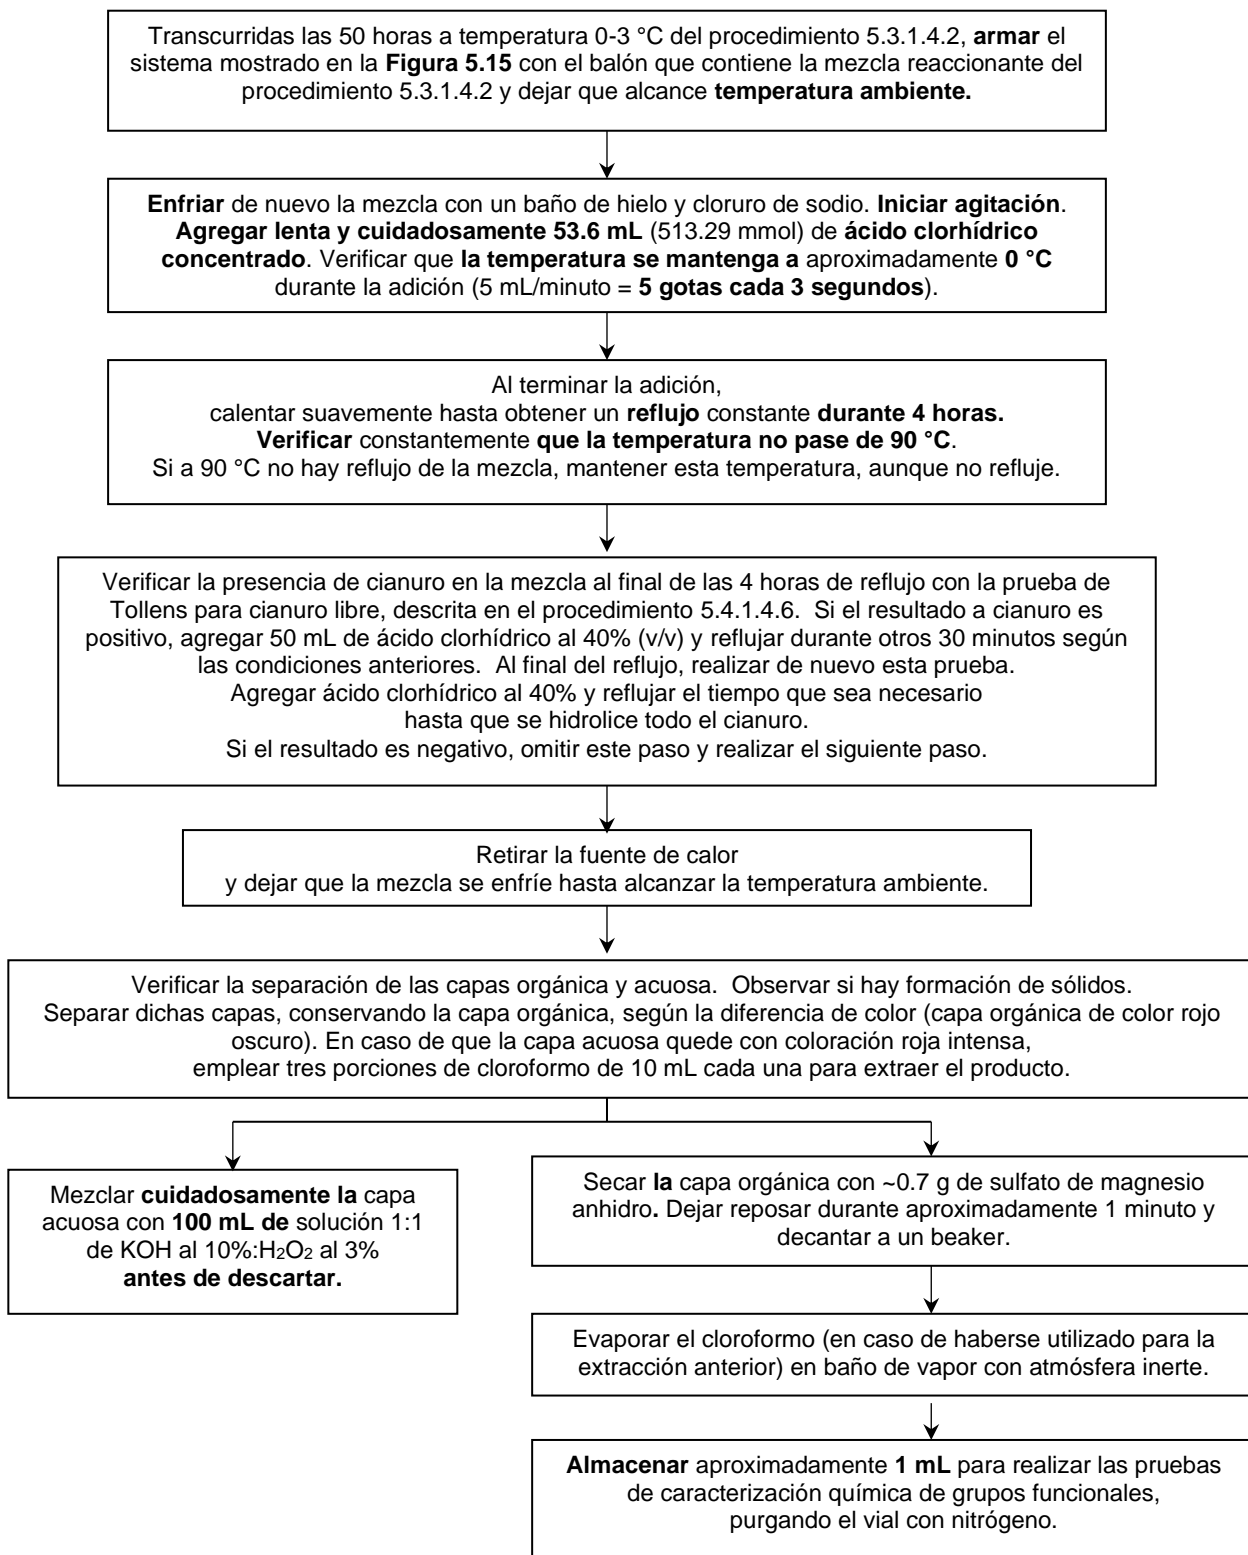 Transcurridas las 50 horas a temperatura 0-3 °C del procedimiento 5.3.1.4.2, armar el
sistema mostrado en la Figura 5.15 con el balón que contiene la mezcla reaccionante del
procedimiento 5.3.1.4.2 y dejar que alcance temperatura ambiente.
Enfriar de nuevo la mezcla con un baño de hielo y cloruro de sodio. Iniciar agitación.
Agregar lenta y cuidadosamente 53.6 mL (513.29 mmol) de ácido clorhídrico
concentrado. Verificar que la temperatura se mantenga a aproximadamente 0 °C
durante la adición (5 mL/minuto = 5 gotas cada 3 segundos).
Al terminar la adición,
calentar suavemente hasta obtener un reflujo constante durante 4 horas.
Verificar constantemente que la temperatura no pase de 90 °C.
Si a 90 °C no hay reflujo de la mezcla, mantener esta temperatura, aunque no refluje.
Verificar la presencia de cianuro en la mezcla al final de las 4 horas de reflujo con la prueba de
Tollens para cianuro libre, descrita en el procedimiento 5.4.1.4.6. Si el resultado a cianuro es
positivo, agregar 50 mL de ácido clorhídrico al 40% (v/v) y reflujar durante otros 30 minutos según
las condiciones anteriores. Al final del reflujo, realizar de nuevo esta prueba.
Agregar ácido clorhídrico al 40% y reflujar el tiempo que sea necesario
hasta que se hidrolice todo el cianuro.
Si el resultado es negativo, omitir este paso y realizar el siguiente paso.
Retirar la fuente de calor
y dejar que la mezcla se enfríe hasta alcanzar la temperatura ambiente.
Verificar la separación de las capas orgánica y acuosa. Observar si hay formación de sólidos.
Separar dichas capas, conservando la capa orgánica, según la diferencia de color (capa orgánica de color rojo
oscuro). En caso de que la capa acuosa quede con coloración roja intensa,
emplear tres porciones de cloroformo de 10 mL cada una para extraer el producto.
Mezclar cuidadosamente la capa
acuosa con 100 mL de solución 1:1
de KOH al 10%:H₂O₂ al 3%
antes de descartar.
Secar la capa orgánica con ~0.7 g de sulfato de magnesio
anhidro. Dejar reposar durante aproximadamente 1 minuto y
decantar a un beaker.
Evaporar el cloroformo (en caso de haberse utilizado para la
extracción anterior) en baño de vapor con atmósfera inerte.
Almacenar aproximadamente 1 mL para realizar las pruebas
de caracterización química de grupos funcionales,
purgando el vial con nitrógeno.